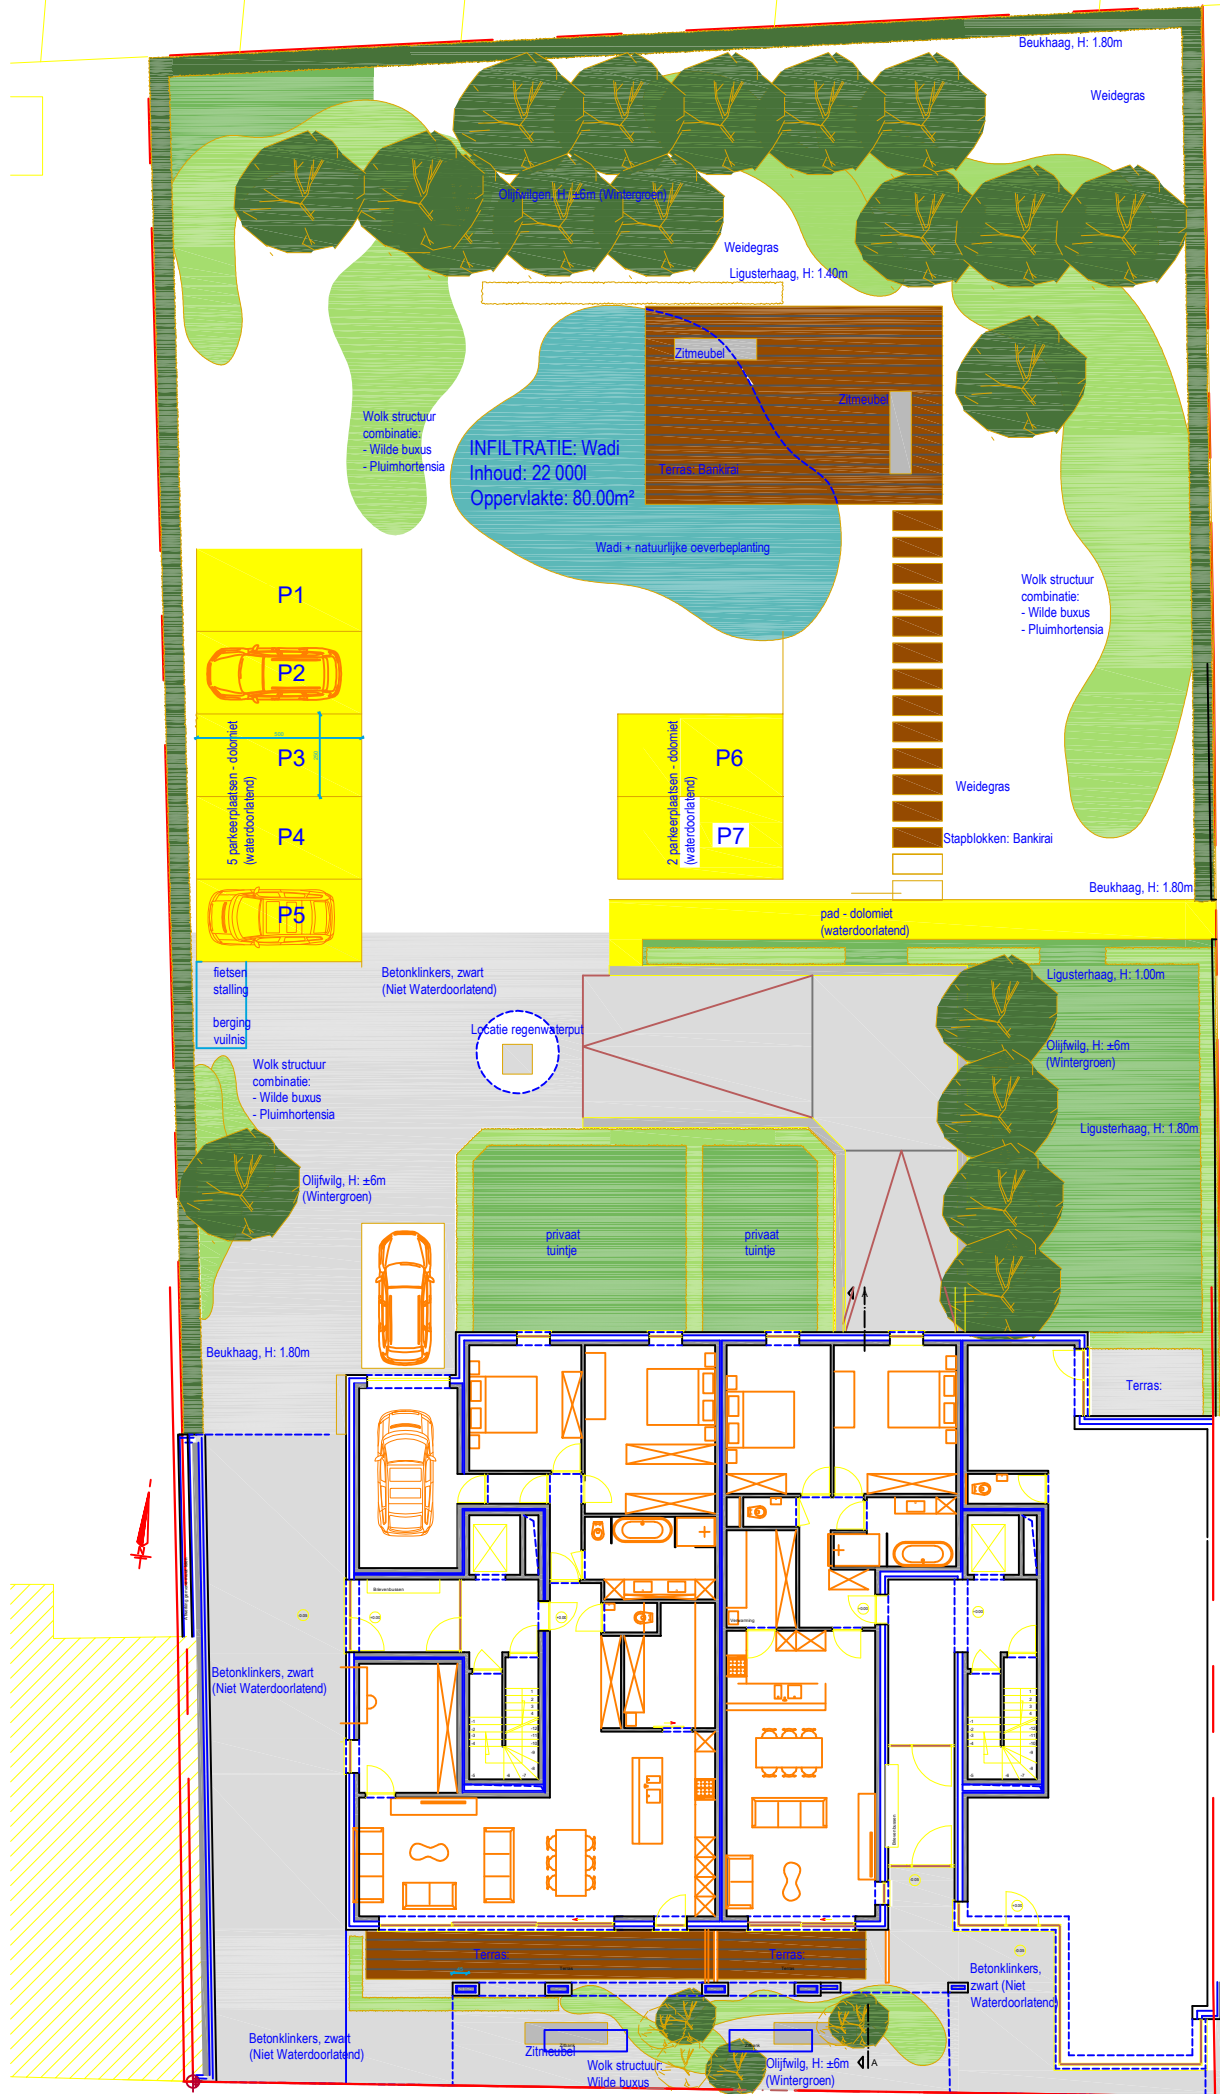 Beukhaag, H: 1.80m
Weidegras
Olijfwilgen, H: ±6m (Wintergroen)
Weidegras
Ligusterhaag, H: 1.40m
Zitmeubel
Zitmeubel
Wolk structuur
combinatie:
- Wilde buxus
- Pluimhortensia
INFILTRATIE: Wadi
Inhoud: 22 000l
Oppervlakte: 80.00m²
Terras: Bankirai
Wadi + natuurlijke oeverbeplanting
Wolk structuur
combinatie:
- Wilde buxus
- Pluimhortensia
P1
P2
P3
P4
P5
500
250
5 parkeerplaatsen - dolomiet
(waterdoorlatend)
P6
P7
2 parkeerplaatsen - dolomiet
(waterdoorlatend)
Weidegras
Stapblokken: Bankirai
Beukhaag, H: 1.80m
pad - dolomiet
(waterdoorlatend)
fietsen
stalling
berging
vuilnis
Betonklinkers, zwart
(Niet Waterdoorlatend)
Ligusterhaag, H: 1.00m
Locatie regenwaterput
Olijfwilg, H: ±6m
(Wintergroen)
Wolk structuur
combinatie:
- Wilde buxus
- Pluimhortensia
Ligusterhaag, H: 1.80m
Olijfwilg, H: ±6m
(Wintergroen)
privaat
tuintje
privaat
tuintje
A
Beukhaag, H: 1.80m
Terras:
N
Brievenbussen
Verwarming
Betonklinkers, zwart
(Niet Waterdoorlatend)
Brievenbussen
Terras:
Terras:
Betonklinkers,
zwart (Niet
Waterdoorlatend)
Betonklinkers, zwart
(Niet Waterdoorlatend)
Zitmeubel
Wolk structuur:
Wilde buxus
Olijfwilg, H: ±6m
(Wintergroen)
A